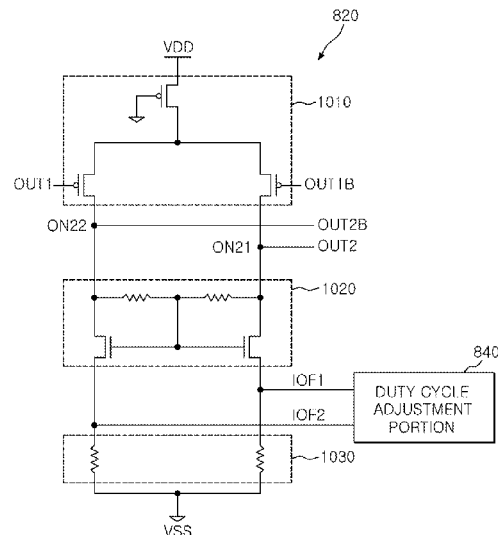 820
VDD
1010
OUT1
OUT1B
ON22
OUT2B
ON21
OUT2
1020
840
IOF1
DUTY CYCLE
ADJUSTMENT
PORTION
IOF2
1030
VSS